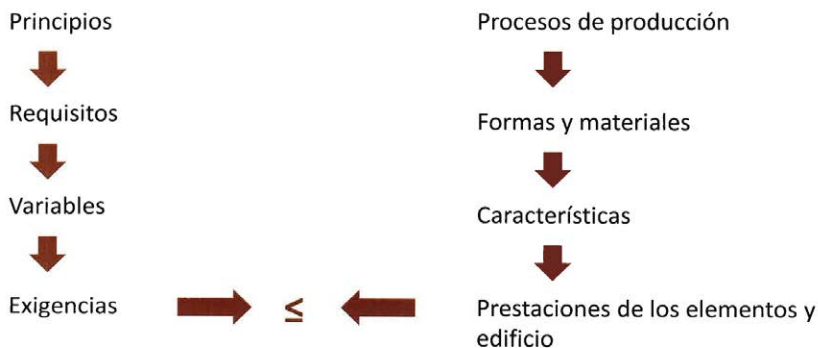 Principios
Procesos de producción
Requisitos
Formas y materiales
Variables
Características
Exigencias
≤
Prestaciones de los elementos y
edificio